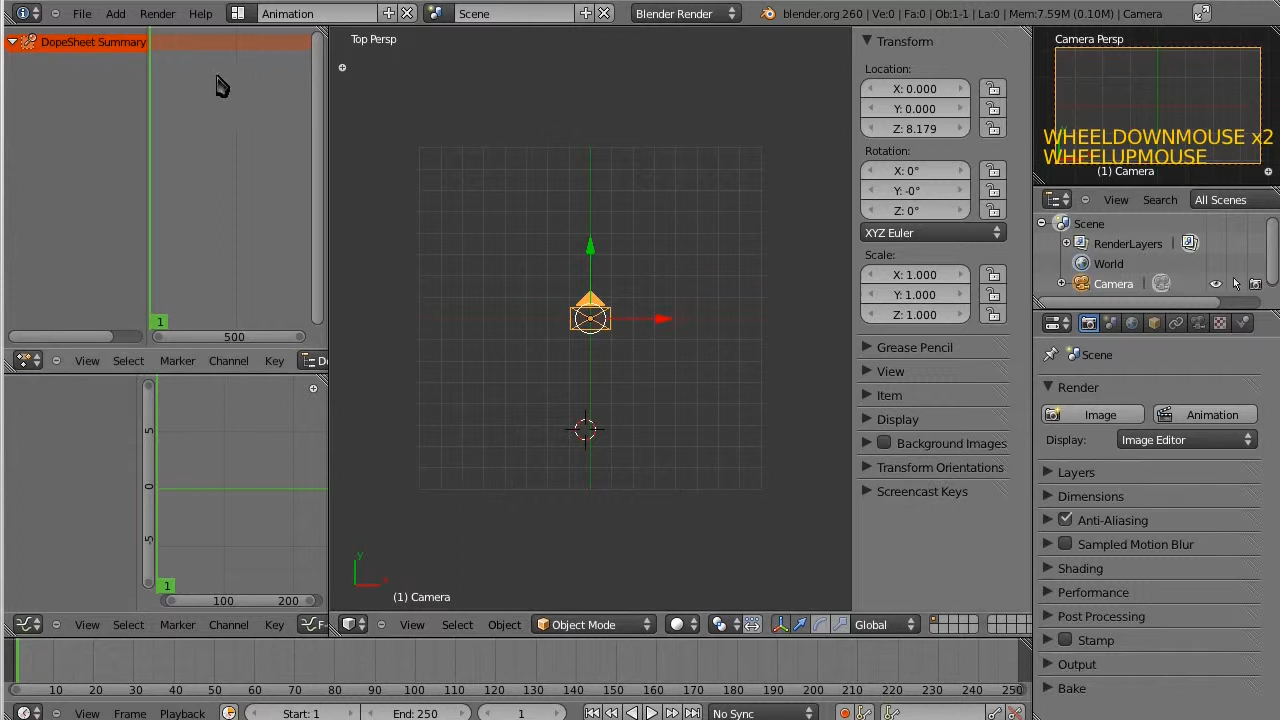 File Add Render Help Animation Scene Blender Render blender.org 260 | Ve:0 | Fa:0 | Ob:1-1 | La:0 | Mem:7.59M (0.10M) | Camera
DopeSheet Summary
1
500
View Select Marker Channel Key
5
0
-5
1
100 200
View Select Marker Channel Key
Top Persp
y
(1) Camera
View Select Object Object Mode Global
Transform
Location:
X: 0.000
Y: 0.000
Z: 8.179
Rotation:
X: 0°
Y: -0°
Z: 0°
XYZ Euler
Scale:
X: 1.000
Y: 1.000
Z: 1.000
Grease Pencil
View
Item
Display
Background Images
Transform Orientations
Screencast Keys
Camera Persp
WHEELDOWNMOUSE x2
WHEELUPMOUSE
(1) Camera
View Search All Scenes
Scene
RenderLayers
World
Camera
Scene
Render
Image Animation
Display: Image Editor
Layers
Dimensions
Anti-Aliasing
Sampled Motion Blur
Shading
Performance
Post Processing
Stamp
Output
Bake
10 20 30 40 50 60 70 80 90 100 110 120 130 140 150 160 170 180 190 200 210 220 230 240 250
View Frame Playback Start: 1 End: 250 1 No Sync